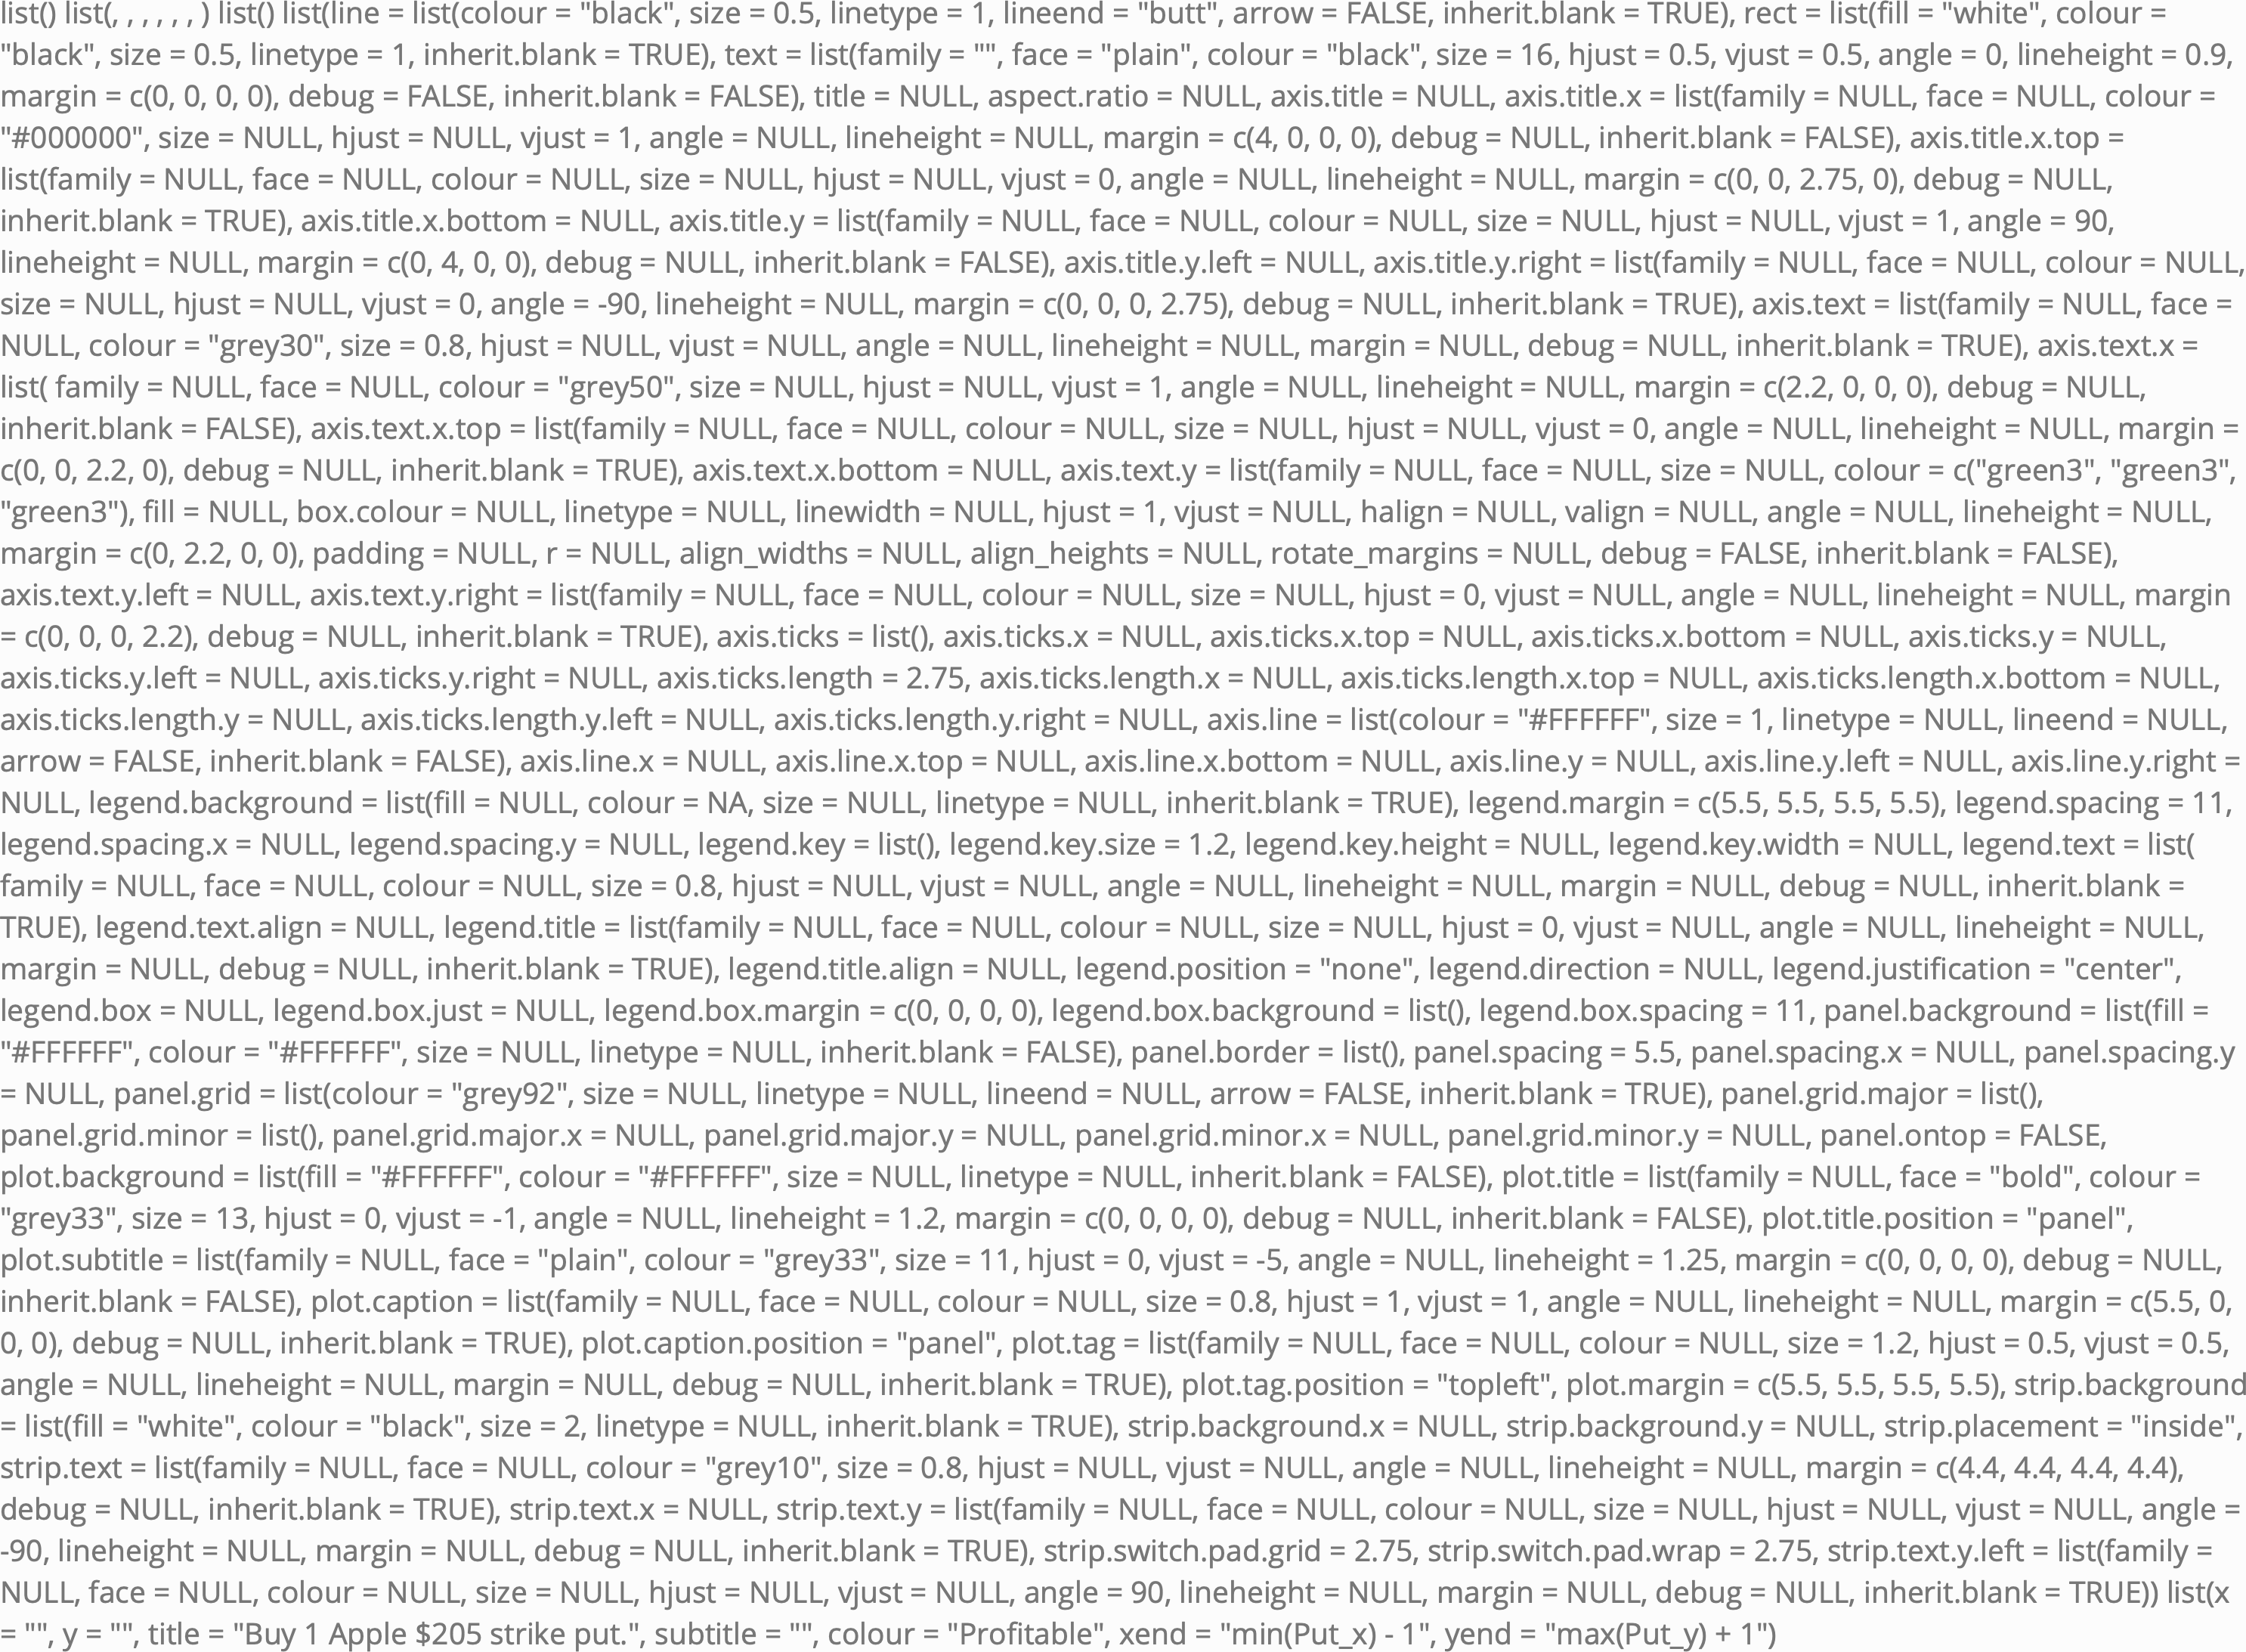 list() list(, , , , , , ) list() list(line = list(colour = "black", size = 0.5, linetype = 1, lineend = "butt", arrow = FALSE, inherit.blank = TRUE), rect = list(fill = "white", colour =
"black", size = 0.5, linetype = 1, inherit.blank = TRUE), text = list(family = "", face = "plain", colour = "black", size = 16, hjust = 0.5, vjust = 0.5, angle = 0, lineheight = 0.9,
margin = c(0, 0, 0, 0), debug = FALSE, inherit.blank = FALSE), title = NULL, aspect.ratio = NULL, axis.title = NULL, axis.title.x = list(family = NULL, face = NULL, colour =
"#000000", size = NULL, hjust = NULL, vjust = 1, angle = NULL, lineheight = NULL, margin = c(4, 0, 0, 0), debug = NULL, inherit.blank = FALSE), axis.title.x.top =
list(family = NULL, face = NULL, colour = NULL, size = NULL, hjust = NULL, vjust = 0, angle = NULL, lineheight = NULL, margin = c(0, 0, 2.75, 0), debug = NULL,
inherit.blank = TRUE), axis.title.x.bottom = NULL, axis.title.y = list(family = NULL, face = NULL, colour = NULL, size = NULL, hjust = NULL, vjust = 1, angle = 90,
lineheight = NULL, margin = c(0, 4, 0, 0), debug = NULL, inherit.blank = FALSE), axis.title.y.left = NULL, axis.title.y.right = list(family = NULL, face = NULL, colour = NULL,
size = NULL, hjust = NULL, vjust = 0, angle = -90, lineheight = NULL, margin = c(0, 0, 0, 2.75), debug = NULL, inherit.blank = TRUE), axis.text = list(family = NULL, face =
NULL, colour = "grey30", size = 0.8, hjust = NULL, vjust = NULL, angle = NULL, lineheight = NULL, margin = NULL, debug = NULL, inherit.blank = TRUE), axis.text.x =
list( family = NULL, face = NULL, colour = "grey50", size = NULL, hjust = NULL, vjust = 1, angle = NULL, lineheight = NULL, margin = c(2.2, 0, 0, 0), debug = NULL,
inherit.blank = FALSE), axis.text.x.top = list(family = NULL, face = NULL, colour = NULL, size = NULL, hjust = NULL, vjust = 0, angle = NULL, lineheight = NULL, margin =
c(0, 0, 2.2, 0), debug = NULL, inherit.blank = TRUE), axis.text.x.bottom = NULL, axis.text.y = list(family = NULL, face = NULL, size = NULL, colour = c("green3", "green3",
"green3"), fill = NULL, box.colour = NULL, linetype = NULL, linewidth = NULL, hjust = 1, vjust = NULL, halign = NULL, valign = NULL, angle = NULL, lineheight = NULL,
margin = c(0, 2.2, 0, 0), padding = NULL, r = NULL, align_widths = NULL, align_heights = NULL, rotate_margins = NULL, debug = FALSE, inherit.blank = FALSE),
axis.text.y.left = NULL, axis.text.y.right = list(family = NULL, face = NULL, colour = NULL, size = NULL, hjust = 0, vjust = NULL, angle = NULL, lineheight = NULL, margin
= c(0, 0, 0, 2.2), debug = NULL, inherit.blank = TRUE), axis.ticks = list(), axis.ticks.x = NULL, axis.ticks.x.top = NULL, axis.ticks.x.bottom = NULL, axis.ticks.y = NULL,
axis.ticks.y.left = NULL, axis.ticks.y.right = NULL, axis.ticks.length = 2.75, axis.ticks.length.x = NULL, axis.ticks.length.x.top = NULL, axis.ticks.length.x.bottom = NULL,
axis.ticks.length.y = NULL, axis.ticks.length.y.left = NULL, axis.ticks.length.y.right = NULL, axis.line = list(colour = "#FFFFFF", size = 1, linetype = NULL, lineend = NULL,
arrow = FALSE, inherit.blank = FALSE), axis.line.x = NULL, axis.line.x.top = NULL, axis.line.x.bottom = NULL, axis.line.y = NULL, axis.line.y.left = NULL, axis.line.y.right =
NULL, legend.background = list(fill = NULL, colour = NA, size = NULL, linetype = NULL, inherit.blank = TRUE), legend.margin = c(5.5, 5.5, 5.5, 5.5), legend.spacing = 11,
legend.spacing.x = NULL, legend.spacing.y = NULL, legend.key = list(), legend.key.size = 1.2, legend.key.height = NULL, legend.key.width = NULL, legend.text = list(
family = NULL, face = NULL, colour = NULL, size = 0.8, hjust = NULL, vjust = NULL, angle = NULL, lineheight = NULL, margin = NULL, debug = NULL, inherit.blank =
TRUE), legend.text.align = NULL, legend.title = list(family = NULL, face = NULL, colour = NULL, size = NULL, hjust = 0, vjust = NULL, angle = NULL, lineheight = NULL,
margin = NULL, debug = NULL, inherit.blank = TRUE), legend.title.align = NULL, legend.position = "none", legend.direction = NULL, legend.justification = "center",
legend.box = NULL, legend.box.just = NULL, legend.box.margin = c(0, 0, 0, 0), legend.box.background = list(), legend.box.spacing = 11, panel.background = list(fill =
"#FFFFFF", colour = "#FFFFFF", size = NULL, linetype = NULL, inherit.blank = FALSE), panel.border = list(), panel.spacing = 5.5, panel.spacing.x = NULL, panel.spacing.y
= NULL, panel.grid = list(colour = "grey92", size = NULL, linetype = NULL, lineend = NULL, arrow = FALSE, inherit.blank = TRUE), panel.grid.major = list(),
panel.grid.minor = list(), panel.grid.major.x = NULL, panel.grid.major.y = NULL, panel.grid.minor.x = NULL, panel.grid.minor.y = NULL, panel.ontop = FALSE,
plot.background = list(fill = "#FFFFFF", colour = "#FFFFFF", size = NULL, linetype = NULL, inherit.blank = FALSE), plot.title = list(family = NULL, face = "bold", colour =
"grey33", size = 13, hjust = 0, vjust = -1, angle = NULL, lineheight = 1.2, margin = c(0, 0, 0, 0), debug = NULL, inherit.blank = FALSE), plot.title.position = "panel",
plot.subtitle = list(family = NULL, face = "plain", colour = "grey33", size = 11, hjust = 0, vjust = -5, angle = NULL, lineheight = 1.25, margin = c(0, 0, 0, 0), debug = NULL,
inherit.blank = FALSE), plot.caption = list(family = NULL, face = NULL, colour = NULL, size = 0.8, hjust = 1, vjust = 1, angle = NULL, lineheight = NULL, margin = c(5.5, 0,
0, 0), debug = NULL, inherit.blank = TRUE), plot.caption.position = "panel", plot.tag = list(family = NULL, face = NULL, colour = NULL, size = 1.2, hjust = 0.5, vjust = 0.5,
angle = NULL, lineheight = NULL, margin = NULL, debug = NULL, inherit.blank = TRUE), plot.tag.position = "topleft", plot.margin = c(5.5, 5.5, 5.5, 5.5), strip.background
= list(fill = "white", colour = "black", size = 2, linetype = NULL, inherit.blank = TRUE), strip.background.x = NULL, strip.background.y = NULL, strip.placement = "inside",
strip.text = list(family = NULL, face = NULL, colour = "grey10", size = 0.8, hjust = NULL, vjust = NULL, angle = NULL, lineheight = NULL, margin = c(4.4, 4.4, 4.4, 4.4),
debug = NULL, inherit.blank = TRUE), strip.text.x = NULL, strip.text.y = list(family = NULL, face = NULL, colour = NULL, size = NULL, hjust = NULL, vjust = NULL, angle =
-90, lineheight = NULL, margin = NULL, debug = NULL, inherit.blank = TRUE), strip.switch.pad.grid = 2.75, strip.switch.pad.wrap = 2.75, strip.text.y.left = list(family =
NULL, face = NULL, colour = NULL, size = NULL, hjust = NULL, vjust = NULL, angle = 90, lineheight = NULL, margin = NULL, debug = NULL, inherit.blank = TRUE)) list(x
= "", y = "", title = "Buy 1 Apple $205 strike put.", subtitle = "", colour = "Profitable", xend = "min(Put_x) - 1", yend = "max(Put_y) + 1")